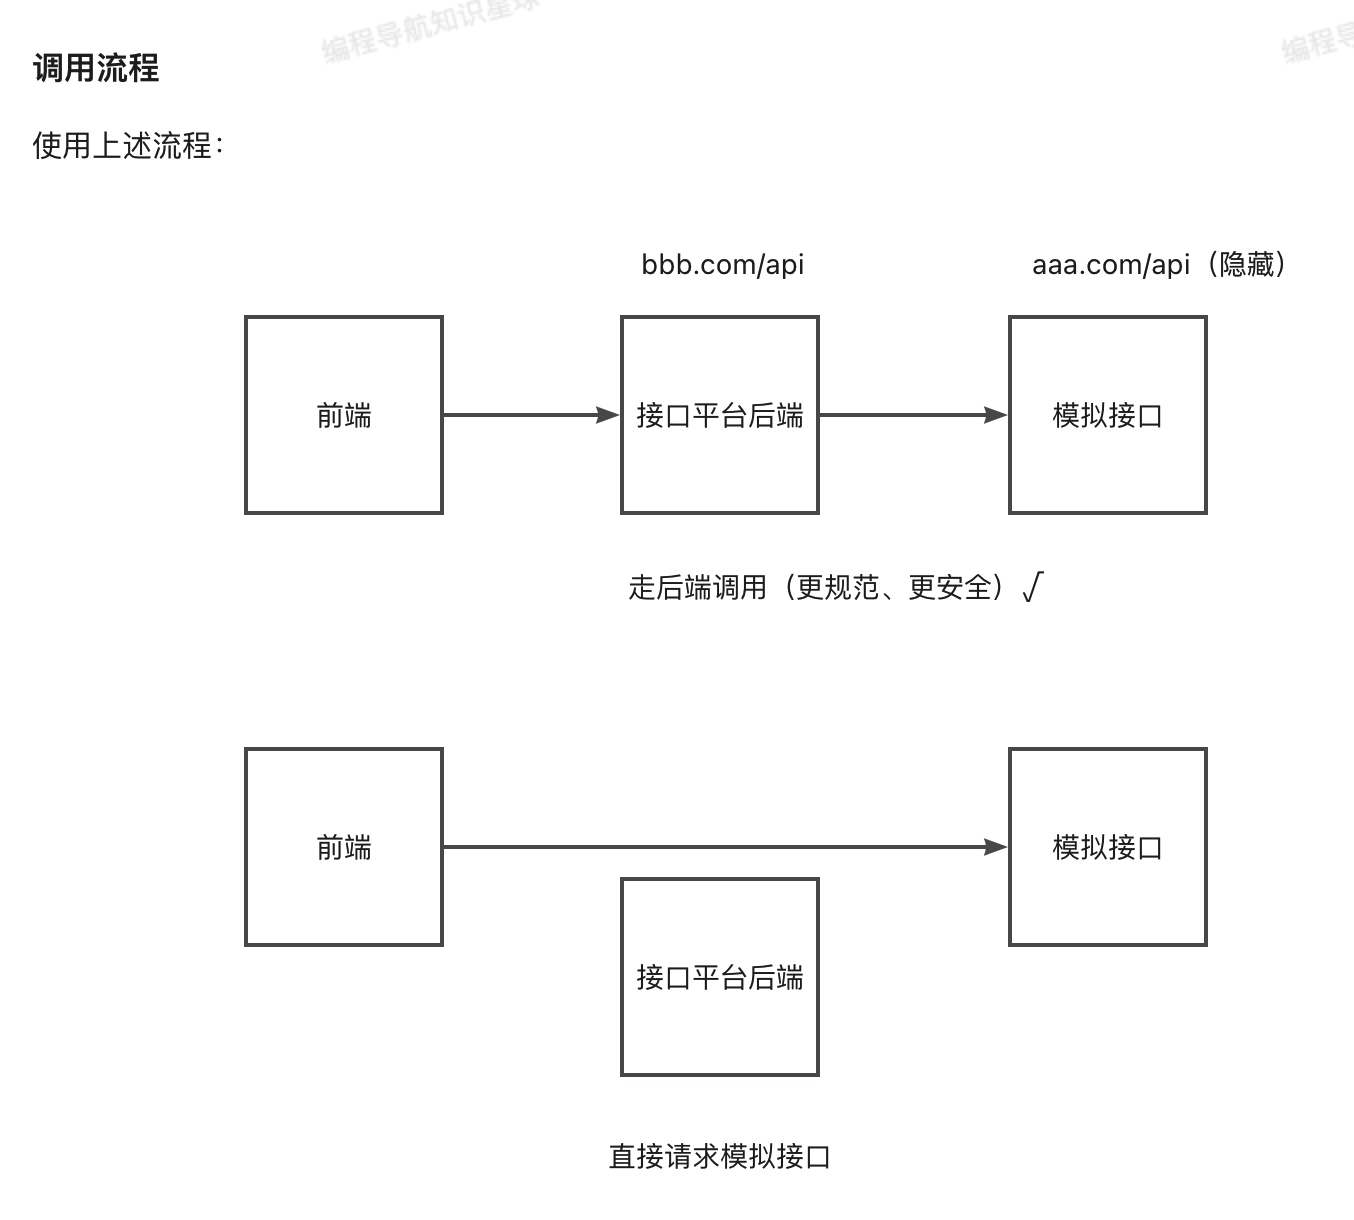 编程导航知识星球
编程导
调用流程
使用上述流程：
bbb.com/api
aaa.com/api（隐藏）
前端
接口平台后端
模拟接口
走后端调用（更规范、更安全）√
前端
模拟接口
接口平台后端
直接请求模拟接口